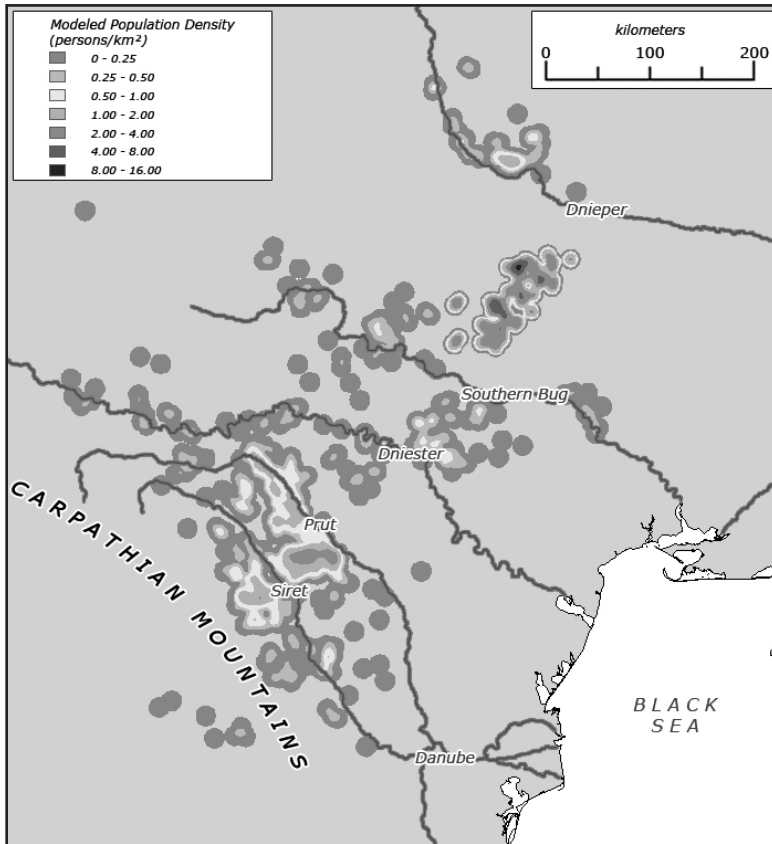 Modeled Population Density
(persons/km²)
0 - 0.25
0.25 - 0.50
0.50 - 1.00
1.00 - 2.00
2.00 - 4.00
4.00 - 8.00
8.00 - 16.00
kilometers
0 100 200
Dnieper
Southern Bug
Dniester
CARPATHIAN MOUNTAINS
Prut
Siret
BLACK
SEA
Danube